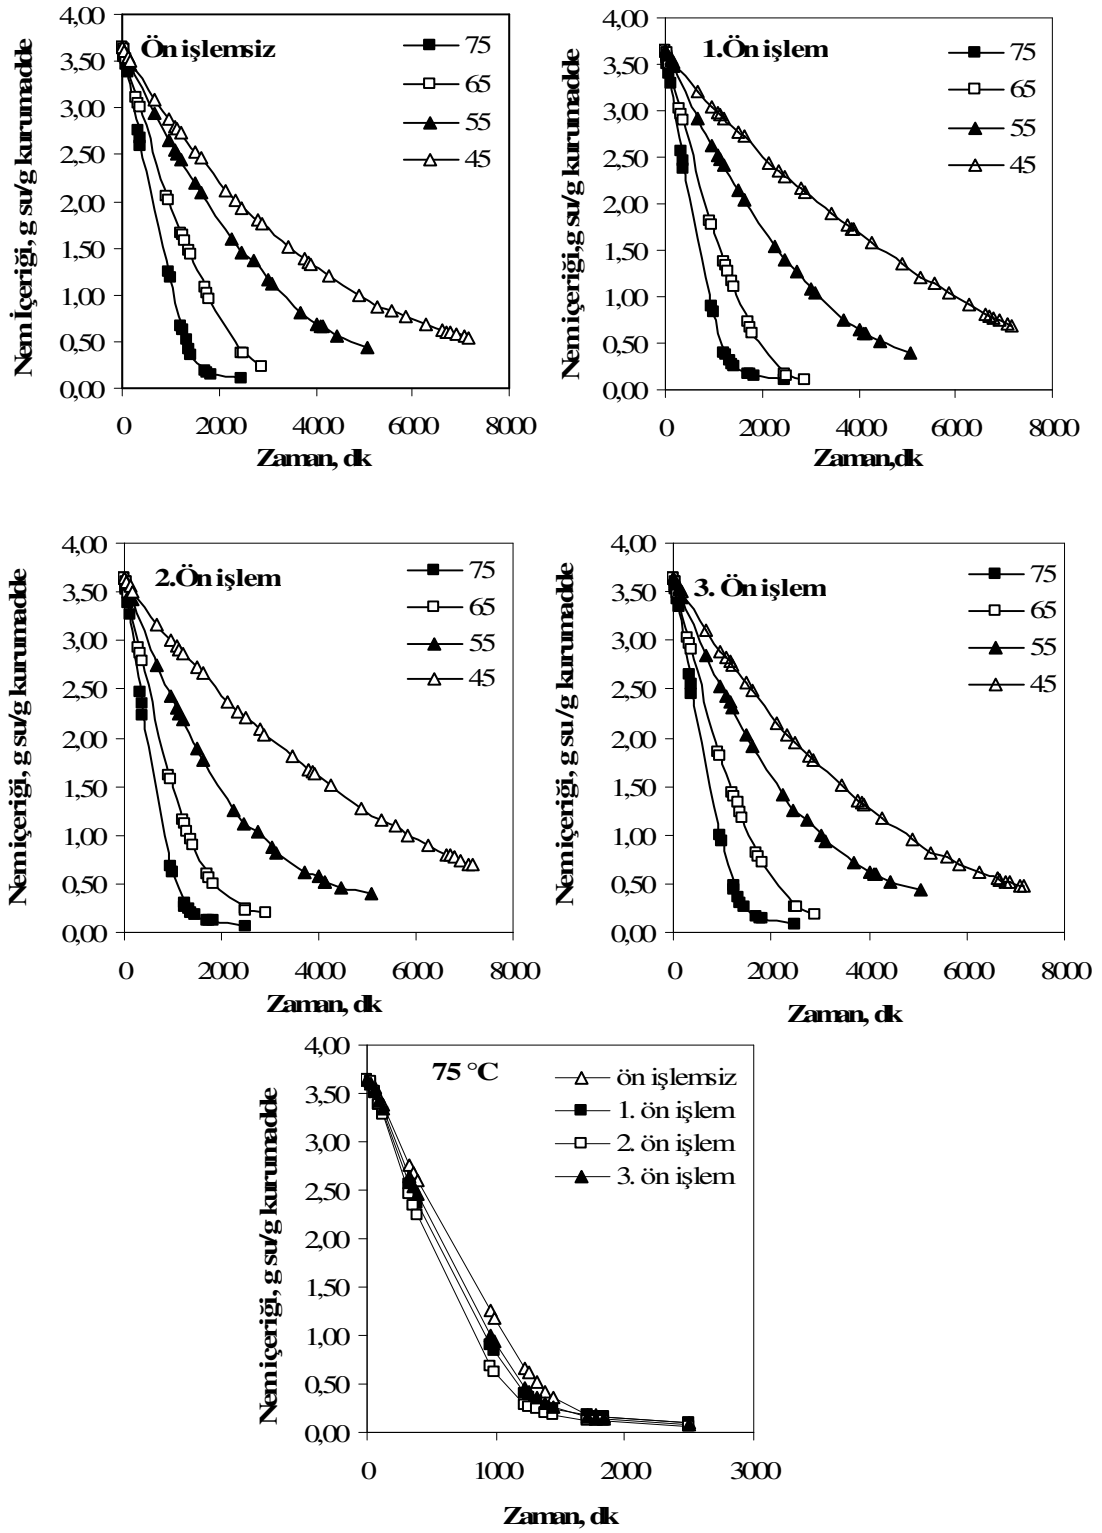 Ön işlemsiz
75
65
55
45
4,00
3,50
3,00
2,50
2,00
1,50
1,00
0,50
0,00
0 2000 4000 6000 8000
Zaman, dk
Nem İçeriği, g su/g kurumadde
1.Ön işlem
75
65
55
45
4,00
3,50
3,00
2,50
2,00
1,50
1,00
0,50
0,00
0 2000 4000 6000 8000
Zaman,dk
Nem içeriği,g su/g kurumadde
2.Ön işlem
75
65
55
45
4,00
3,50
3,00
2,50
2,00
1,50
1,00
0,50
0,00
0 2000 4000 6000 8000
Zaman, dk
Nem içeriği, g su/g kurumadde
3. Ön işlem
75
65
55
45
4,00
3,50
3,00
2,50
2,00
1,50
1,00
0,50
0,00
0 2000 4000 6000 8000
Zaman, dk
Nem içeriği, g su/g kurumadde
75 °C
ön işlemsiz
1. ön işlem
2. ön işlem
3. ön işlem
4,00
3,50
3,00
2,50
2,00
1,50
1,00
0,50
0,00
0 1000 2000 3000
Zaman, dk
Nem içeriği, g su/g kurumadde